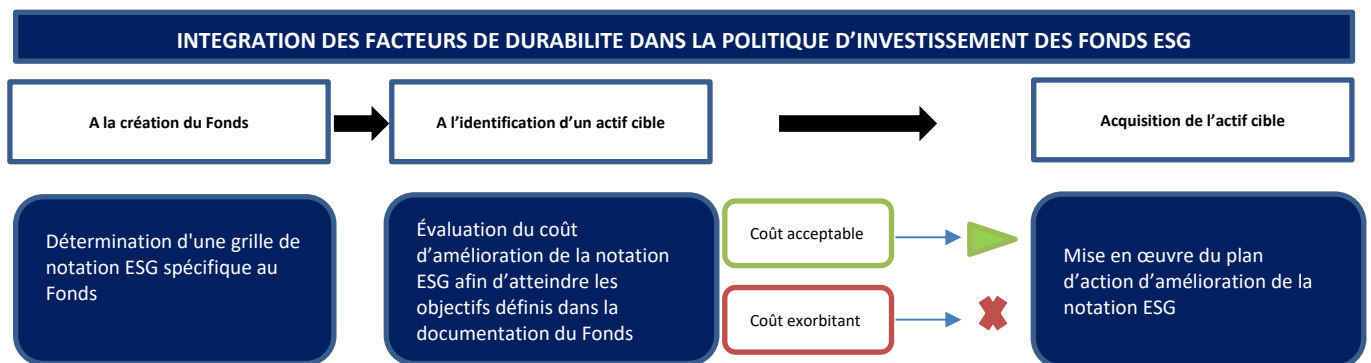 INTEGRATION DES FACTEURS DE DURABILITE DANS LA POLITIQUE D’INVESTISSEMENT DES FONDS ESG
A la création du Fonds
A l’identification d’un actif cible
Acquisition de l’actif cible
Détermination d'une grille de
notation ESG spécifique au
Fonds
Évaluation du coût
d’amélioration de la notation
ESG afin d’atteindre les
objectifs définis dans la
documentation du Fonds
Coût acceptable
Coût exorbitant
Mise en œuvre du plan
d’action d’amélioration de la
notation ESG